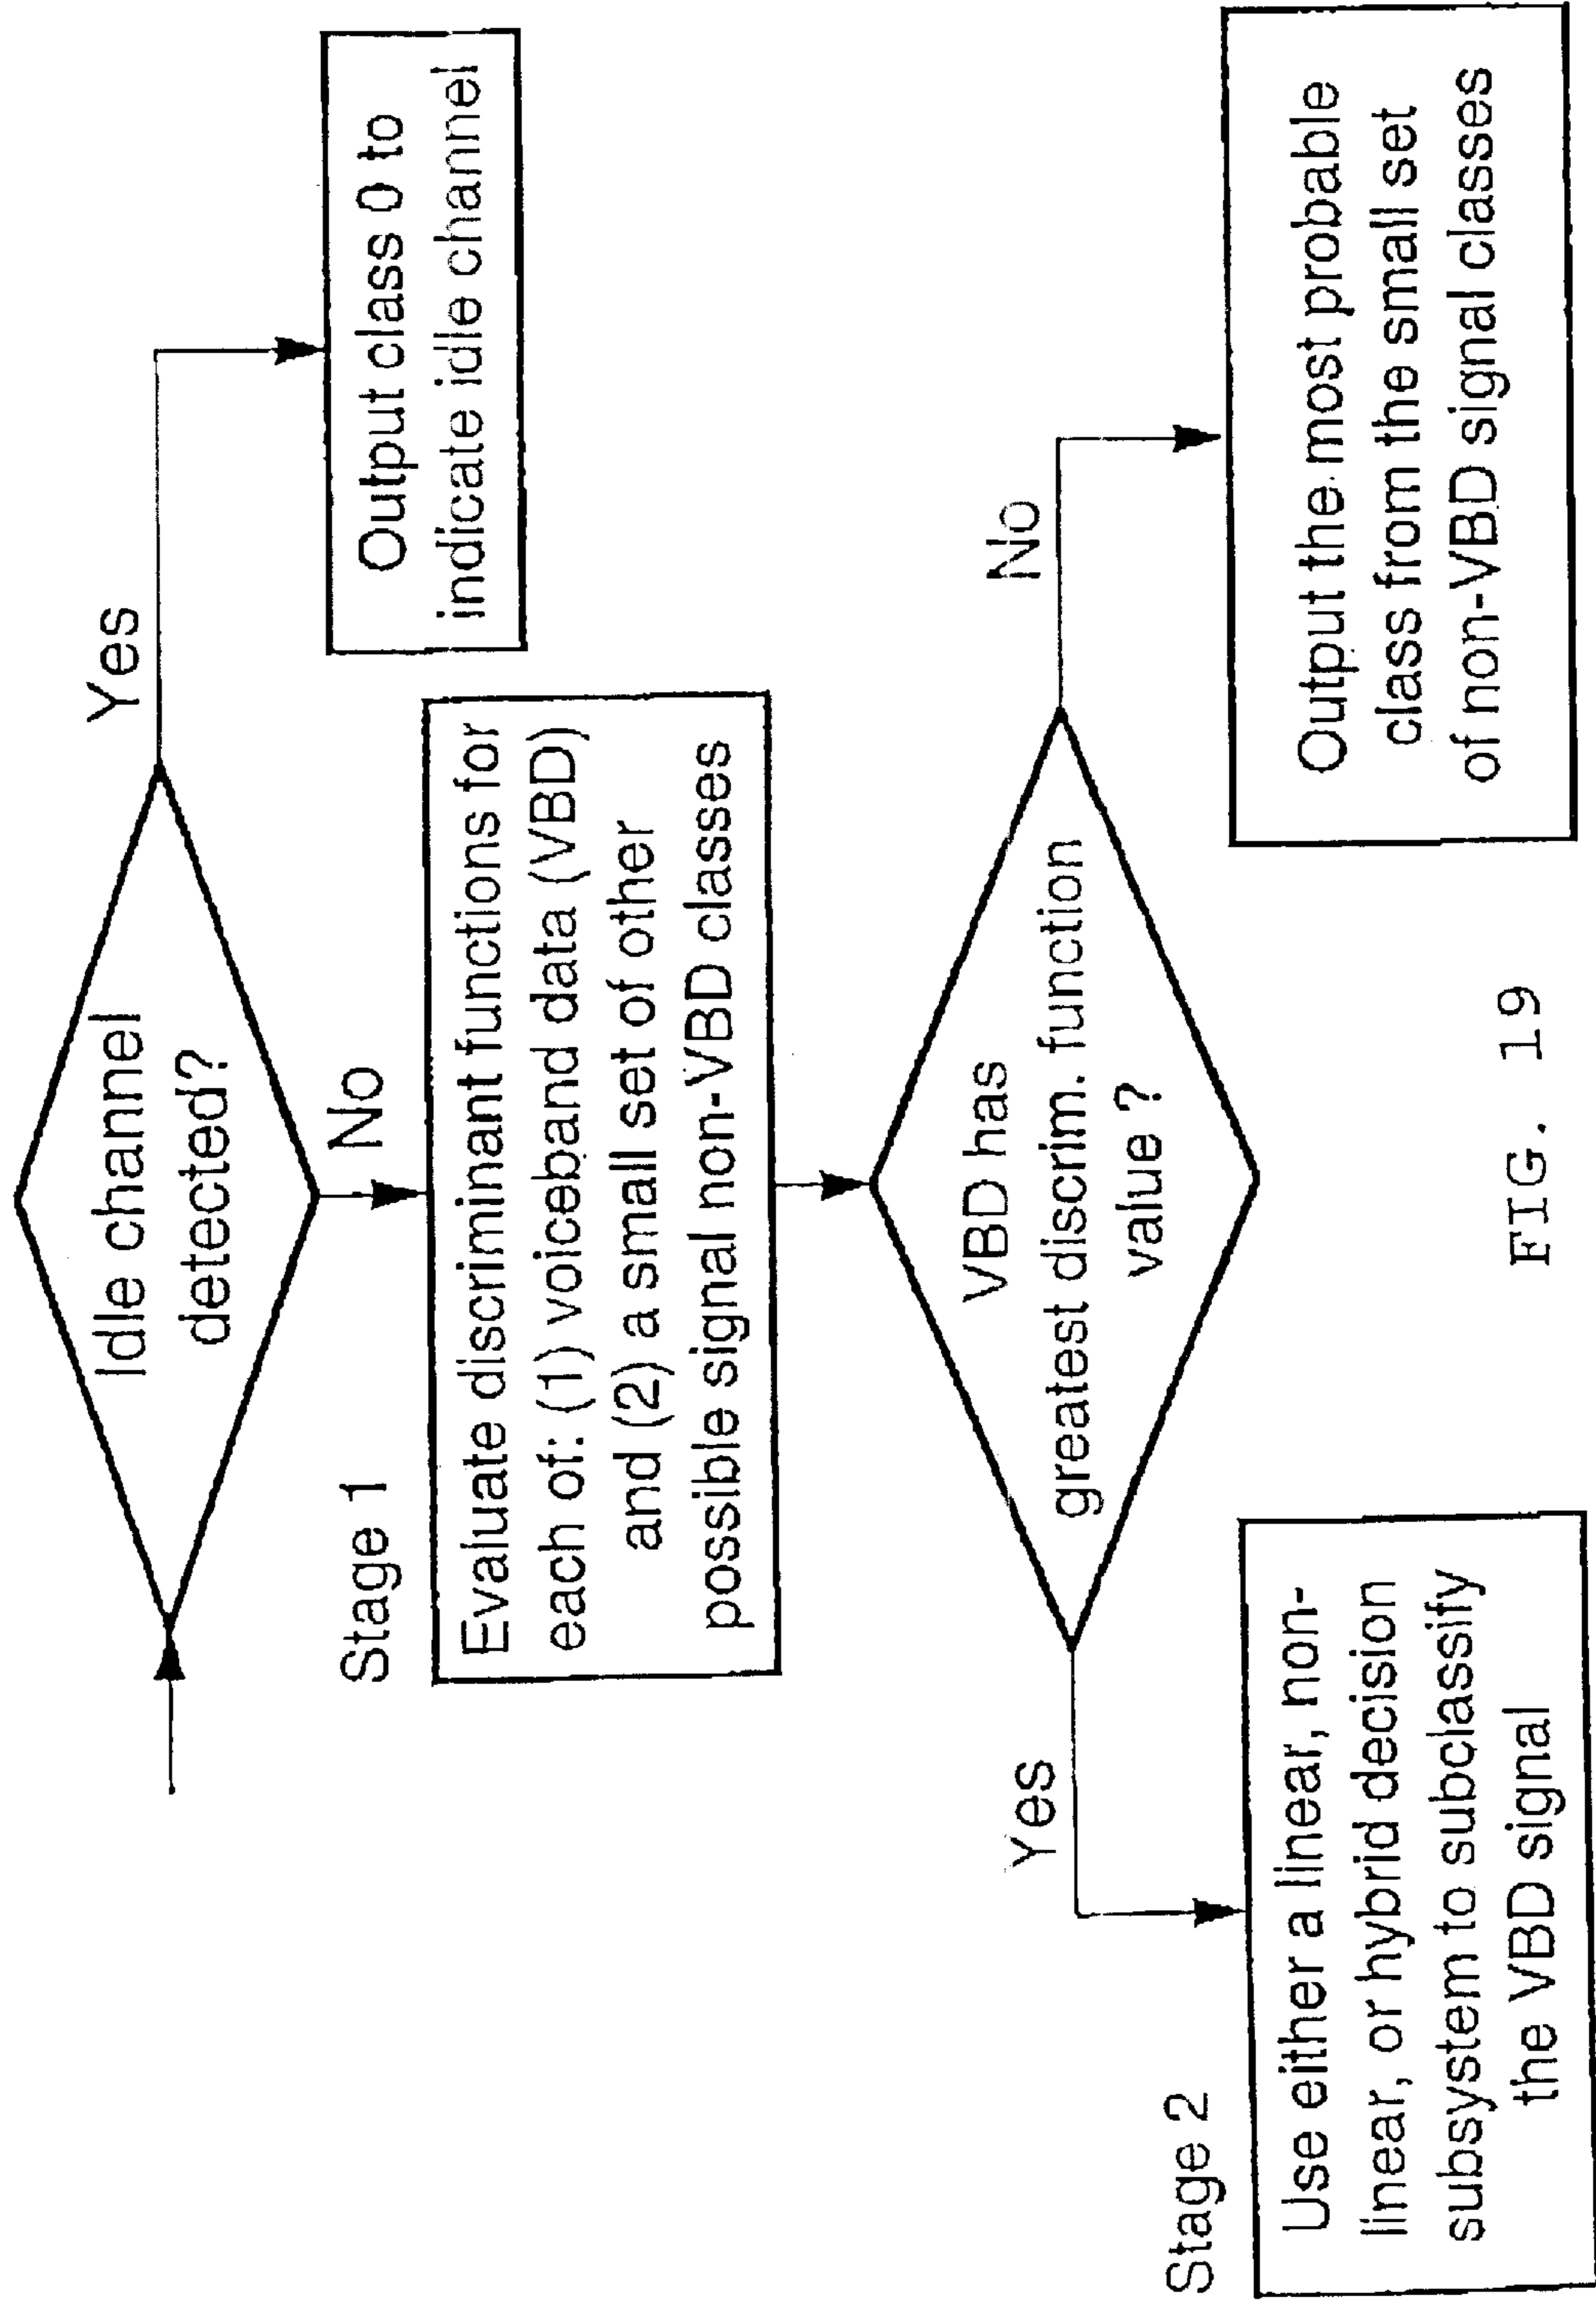 Idle channel
detected?
Yes
Output class 0 to
indicate idle channel
No
Stage 1
Evaluate discriminant functions for
each of: (1) voiceband data (VBD)
and (2) a small set of other
possible signal non-VBD classes
VBD has
greatest discrim. function
value ?
Yes
No
Stage 2
Use either a linear, non-
linear, or hybrid decision
subsystem to subclassify
the VBD signal
Output the most probable
class from the small set
of non-VBD signal classes
FIG. 19